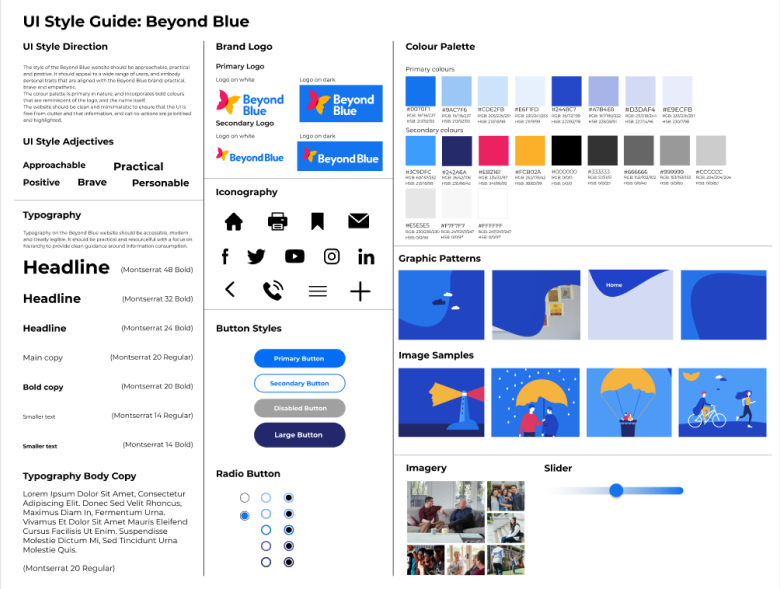 UI Style Guide: Beyond Blue
UI Style Direction
The style of the Beyond Blue website should be approachable, practical
and positive. It should appeal to a wide range of users, and embody
personal traits that are aligned with the Beyond Blue brand: practical,
brave and empathetic.
The colour palette is primary in nature, and incorporates bold colours
that are reminiscent of the logo, and the name itself.
The website should be clean and minimalistic to ensure that the UI is
free from clutter and that information, and call-to-actions are prioritised
and highlighted.
UI Style Adjectives
Approachable
Practical
Positive
Brave
Personable
Typography
Typography on the Beyond Blue website should be accessible, modern
and clearly legible. It should be practical and resourceful with a focus on
hierarchy to provide clean guidance around information consumption.
Headline (Montserrat 48 Bold)
Headline (Montserrat 32 Bold)
Headline (Montserrat 24 Bold)
Main copy (Montserrat 20 Regular)
Bold copy (Montserrat 20 Bold)
Smaller text (Montserrat 14 Regular)
Smaller text (Montserrat 14 Bold)
Typography Body Copy
Lorem Ipsum Dolor Sit Amet, Consectetur
Adipiscing Elit. Donec Sed Velit Rhoncus,
Maximus Diam In, Fermentum Urna.
Vivamus Et Dolor Sit Amet Mauris Eleifend
Cursus Facilisis Ut Enim. Suspendisse
Molestie Dictum Mi, Sed Tincidunt Urna
Molestie Quis.
(Montserrat 20 Regular)
Brand Logo
Primary Logo
Logo on white
Logo on dark
Beyond
Blue
Beyond
Blue
Secondary Logo
Logo on white
Logo on dark
Beyond Blue
Beyond Blue
Iconography
Button Styles
Primary Button
Secondary Button
Disabled Button
Large Button
Radio Button
Colour Palette
Primary colours
#0070F1
#9AC7F6
#CDE2FB
#E6F1FD
#2446C7
#A7B4E8
#D3DAF4
#E9ECFB
Secondary colours
#3C9DFC
#242A6A
#FCB02A
#000000
#333333
#666666
#999999
#CCCCCC
#E5E5E5
#F7F7F7
#FFFFFF
Graphic Patterns
Home
Image Samples
Imagery
Slider